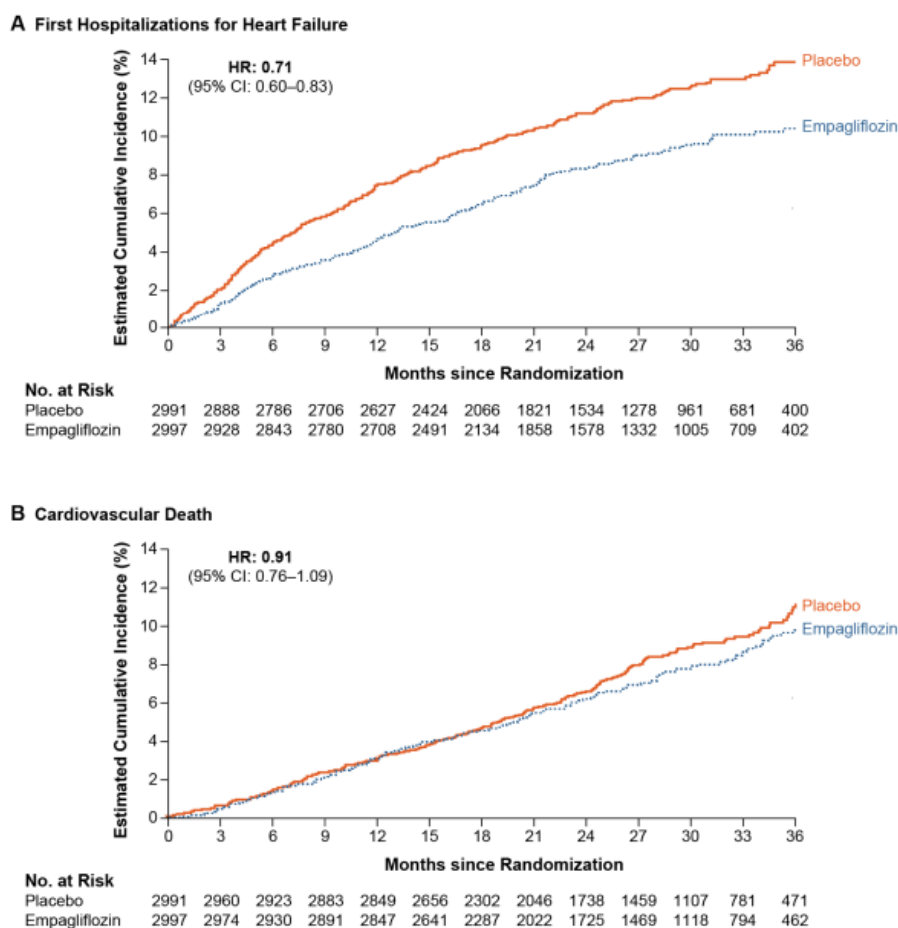 A First Hospitalizations for Heart Failure
Estimated Cumulative Incidence (%)
14
12
10
8
6
4
2
0
HR: 0.71
(95% CI: 0.60–0.83)
Placebo
Empagliflozin
0 3 6 9 12 15 18 21 24 27 30 33 36
Months since Randomization
No. at Risk
Placebo 2991 2888 2786 2706 2627 2424 2066 1821 1534 1278 961 681 400
Empagliflozin 2997 2928 2843 2780 2708 2491 2134 1858 1578 1332 1005 709 402
B Cardiovascular Death
Estimated Cumulative Incidence (%)
14
12
10
8
6
4
2
0
HR: 0.91
(95% CI: 0.76–1.09)
Placebo
Empagliflozin
0 3 6 9 12 15 18 21 24 27 30 33 36
Months since Randomization
No. at Risk
Placebo 2991 2960 2923 2883 2849 2656 2302 2046 1738 1459 1107 781 471
Empagliflozin 2997 2974 2930 2891 2847 2641 2287 2022 1725 1469 1118 794 462